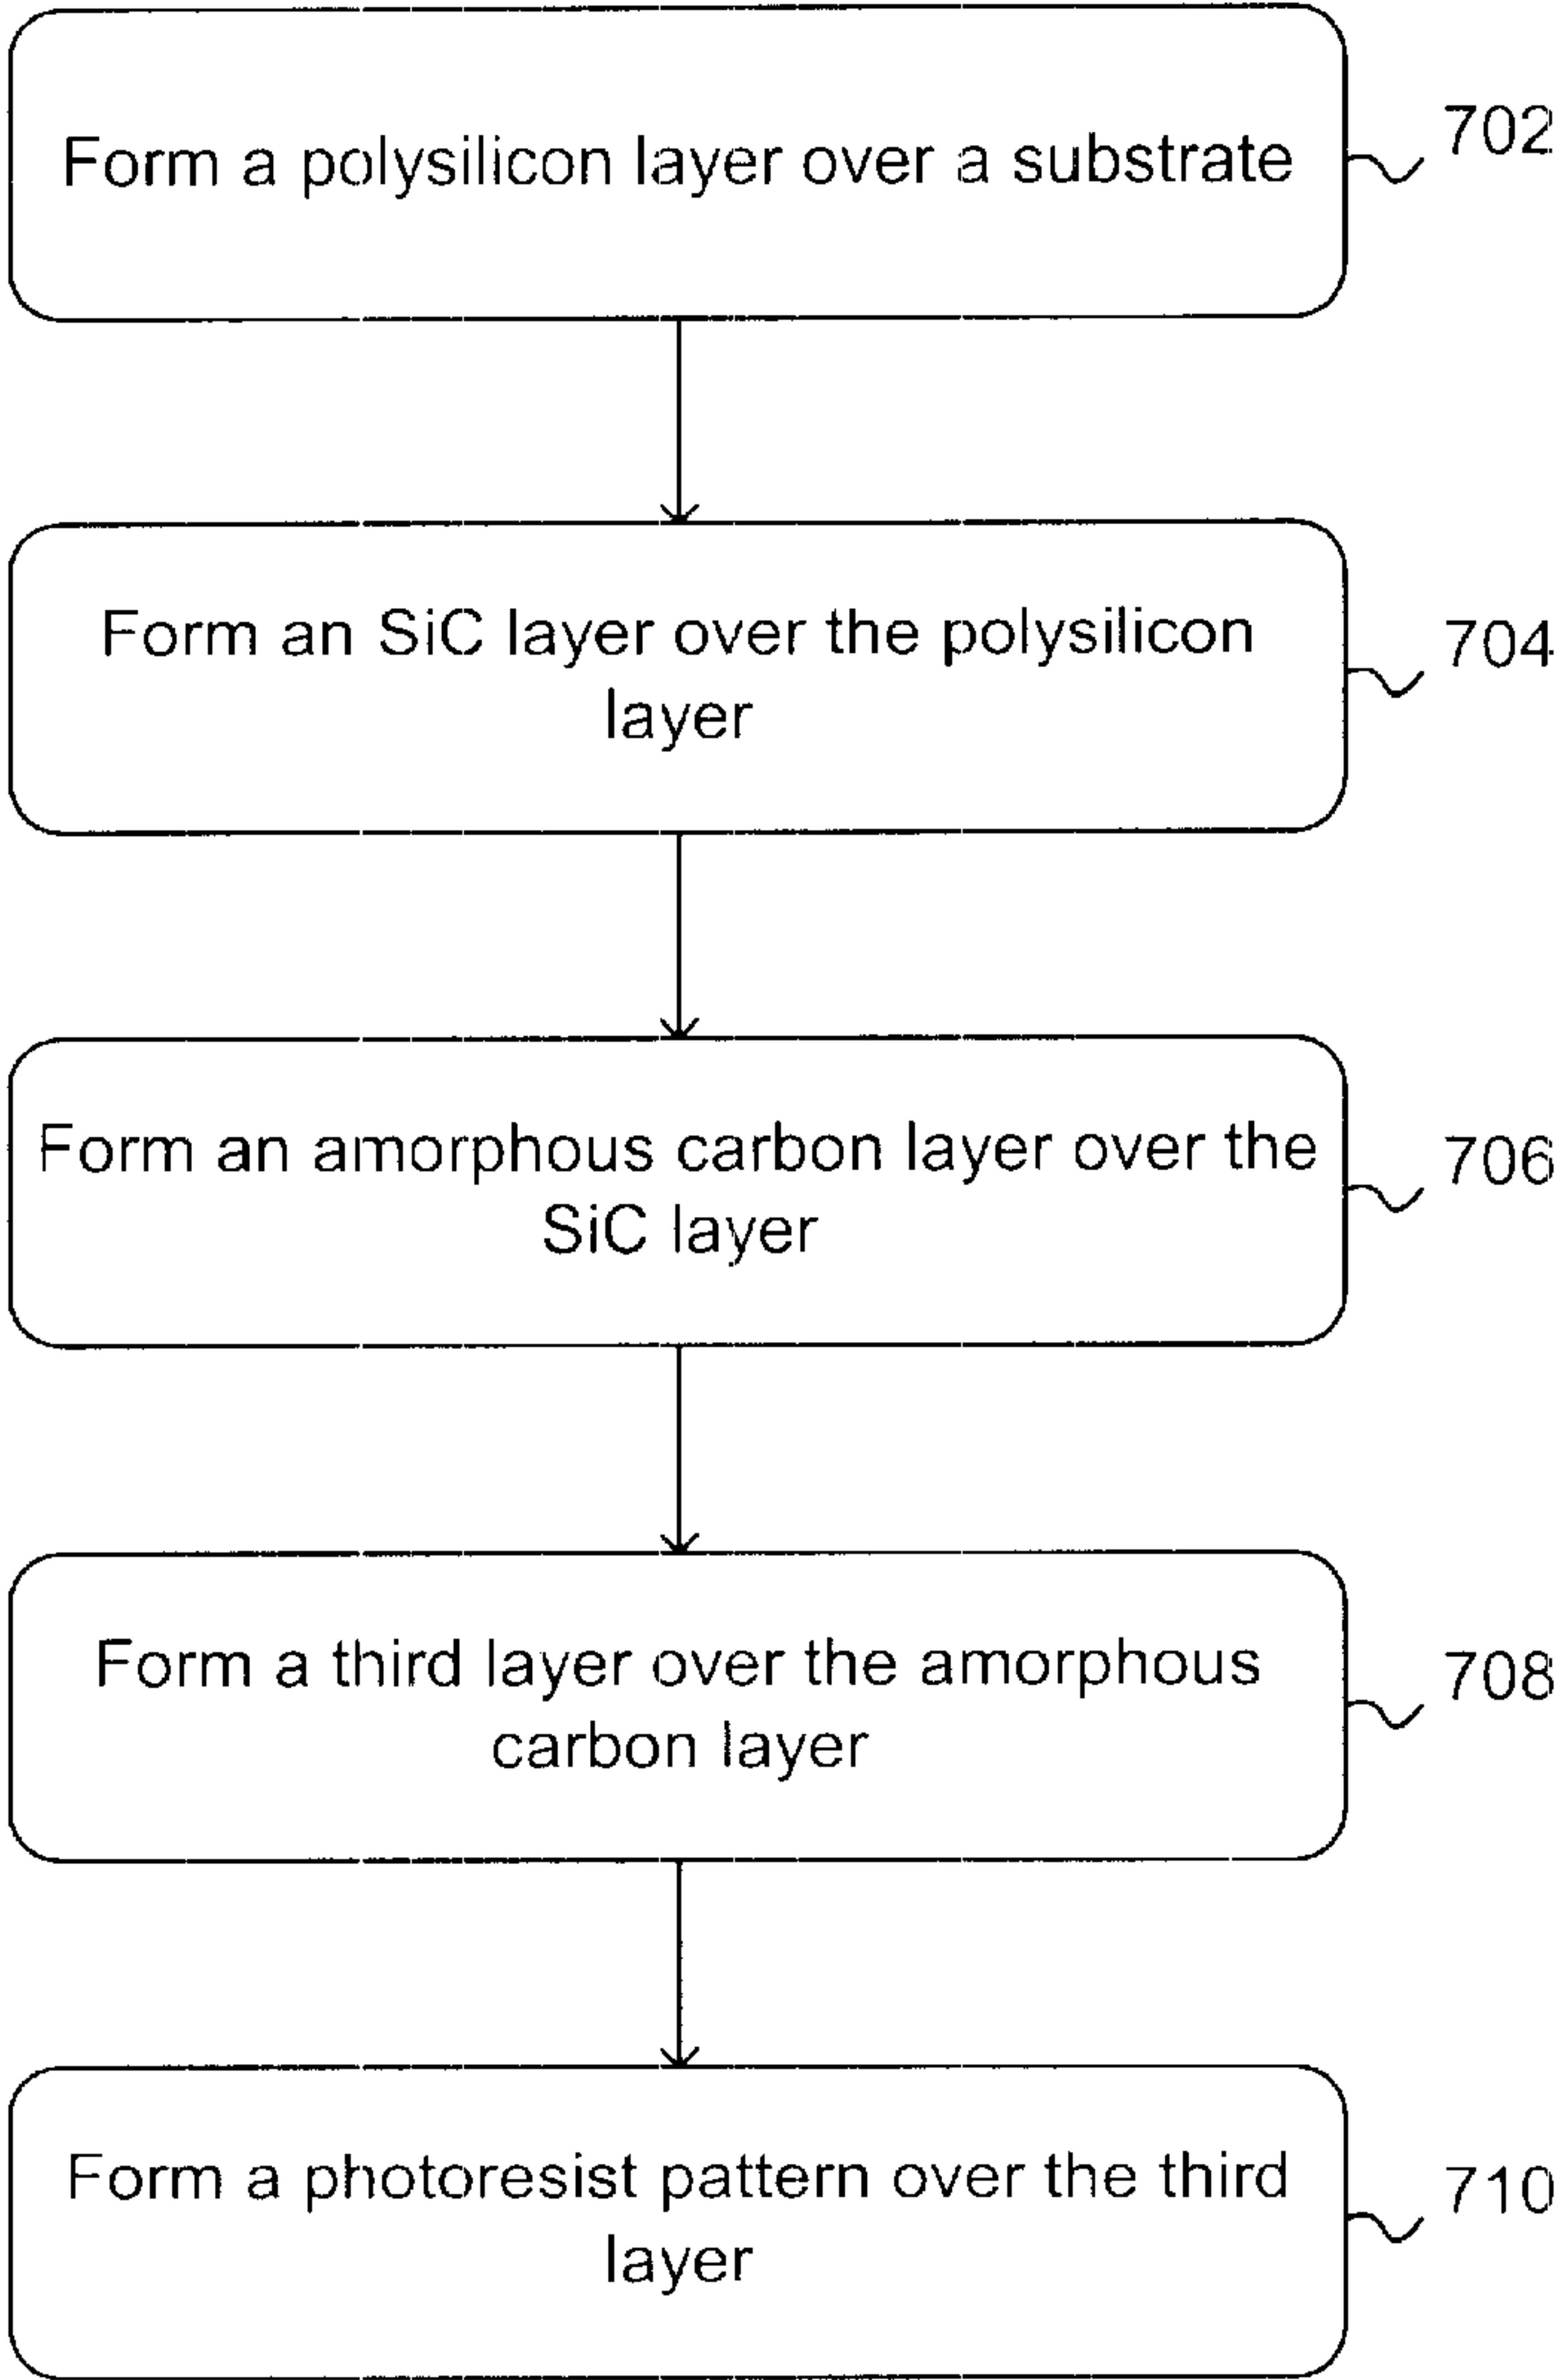 Form a polysilicon layer over a substrate
702
Form an SiC layer over the polysilicon
layer
704
Form an amorphous carbon layer over the
SiC layer
706
Form a third layer over the amorphous
carbon layer
708
Form a photoresist pattern over the third
layer
710